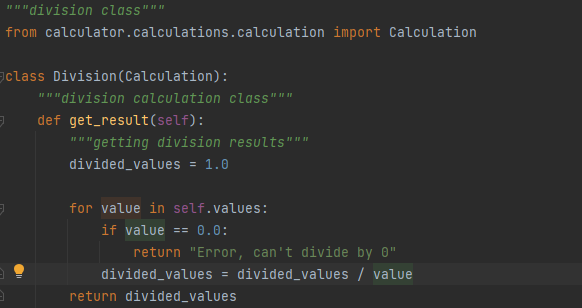 """division class"""
from calculator.calculations.calculation import Calculation
class Division(Calculation):
"""division calculation class"""
def get_result(self):
"""getting division results"""
divided_values = 1.0
for value in self.values:
if value == 0.0:
return "Error, can't divide by 0"
divided_values = divided_values / value
return divided_values